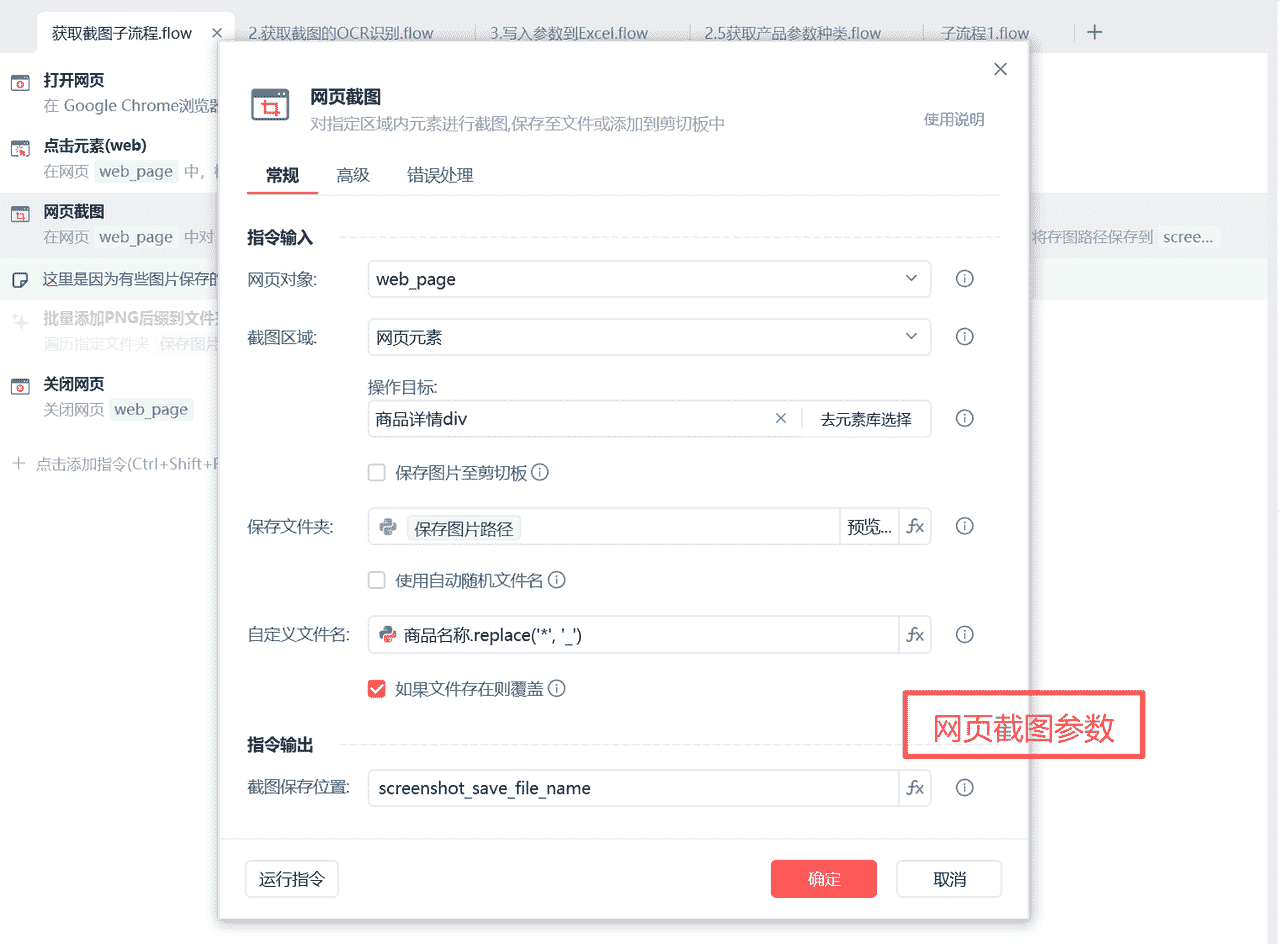 获取截图子流程.flow
2.获取截图的OCR识别.flow
3.写入参数到Excel.flow
2.5获取产品参数种类.flow
子流程1.flow
打开网页
在 Google Chrome浏览器
点击元素(web)
在网页 web_page 中,
网页截图
在网页 web_page 中对
将存图路径保存到 scree...
这里是因为有些图片保存的
批量添加PNG后缀到文件
遍历指定文件夹 保存图片
关闭网页
关闭网页 web_page
点击添加指令(Ctrl+Shift+P
网页截图
对指定区域内元素进行截图,保存至文件或添加到剪切板中
使用说明
常规 高级 错误处理
指令输入
网页对象: web_page
截图区域: 网页元素
操作目标:
商品详情div 去元素库选择
保存图片至剪切板
保存文件夹: 保存图片路径 预览... fx
使用自动随机文件名
自定义文件名: 商品名称.replace('*', '_') fx
如果文件存在则覆盖
网页截图参数
指令输出
截图保存位置: screenshot_save_file_name fx
运行指令 确定 取消